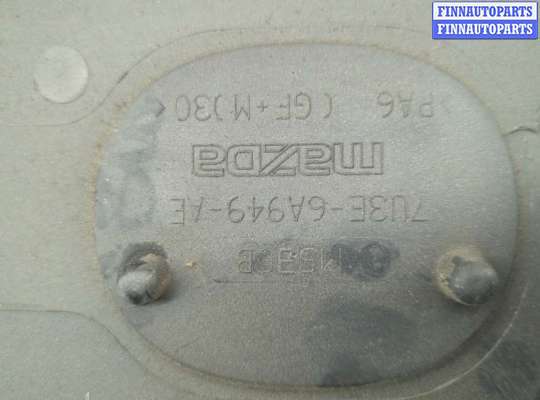 FINNAUTOPARTS
FINNAUTOPARTS
7U3E-6A949-AE
mazda
>PA6 (GF+M)30<